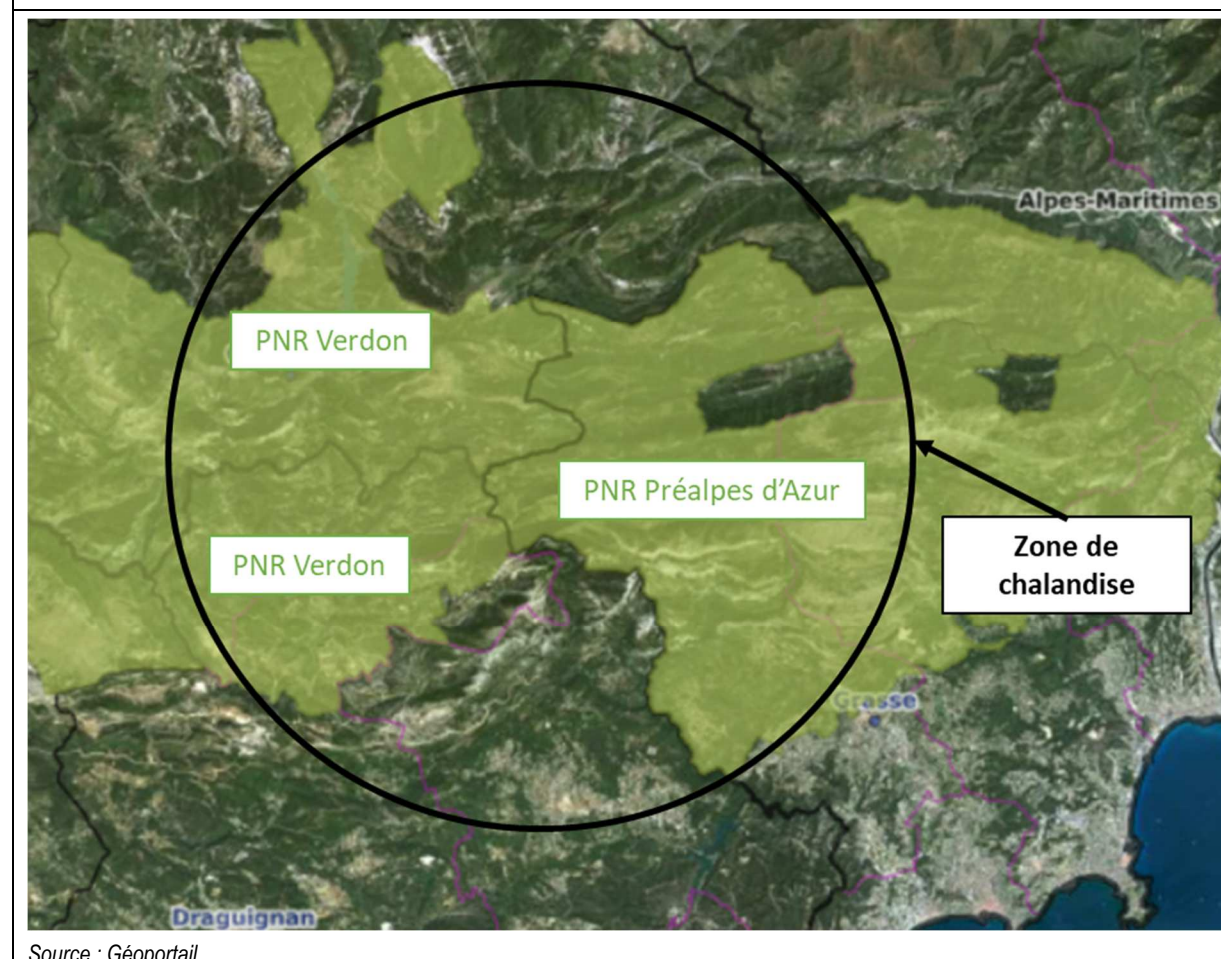 Alpes-Maritimes
PNR Verdon
PNR Préalpes d'Azur
PNR Verdon
Zone de
chalandise
Grasse
Draguignan
Source : Géoportail